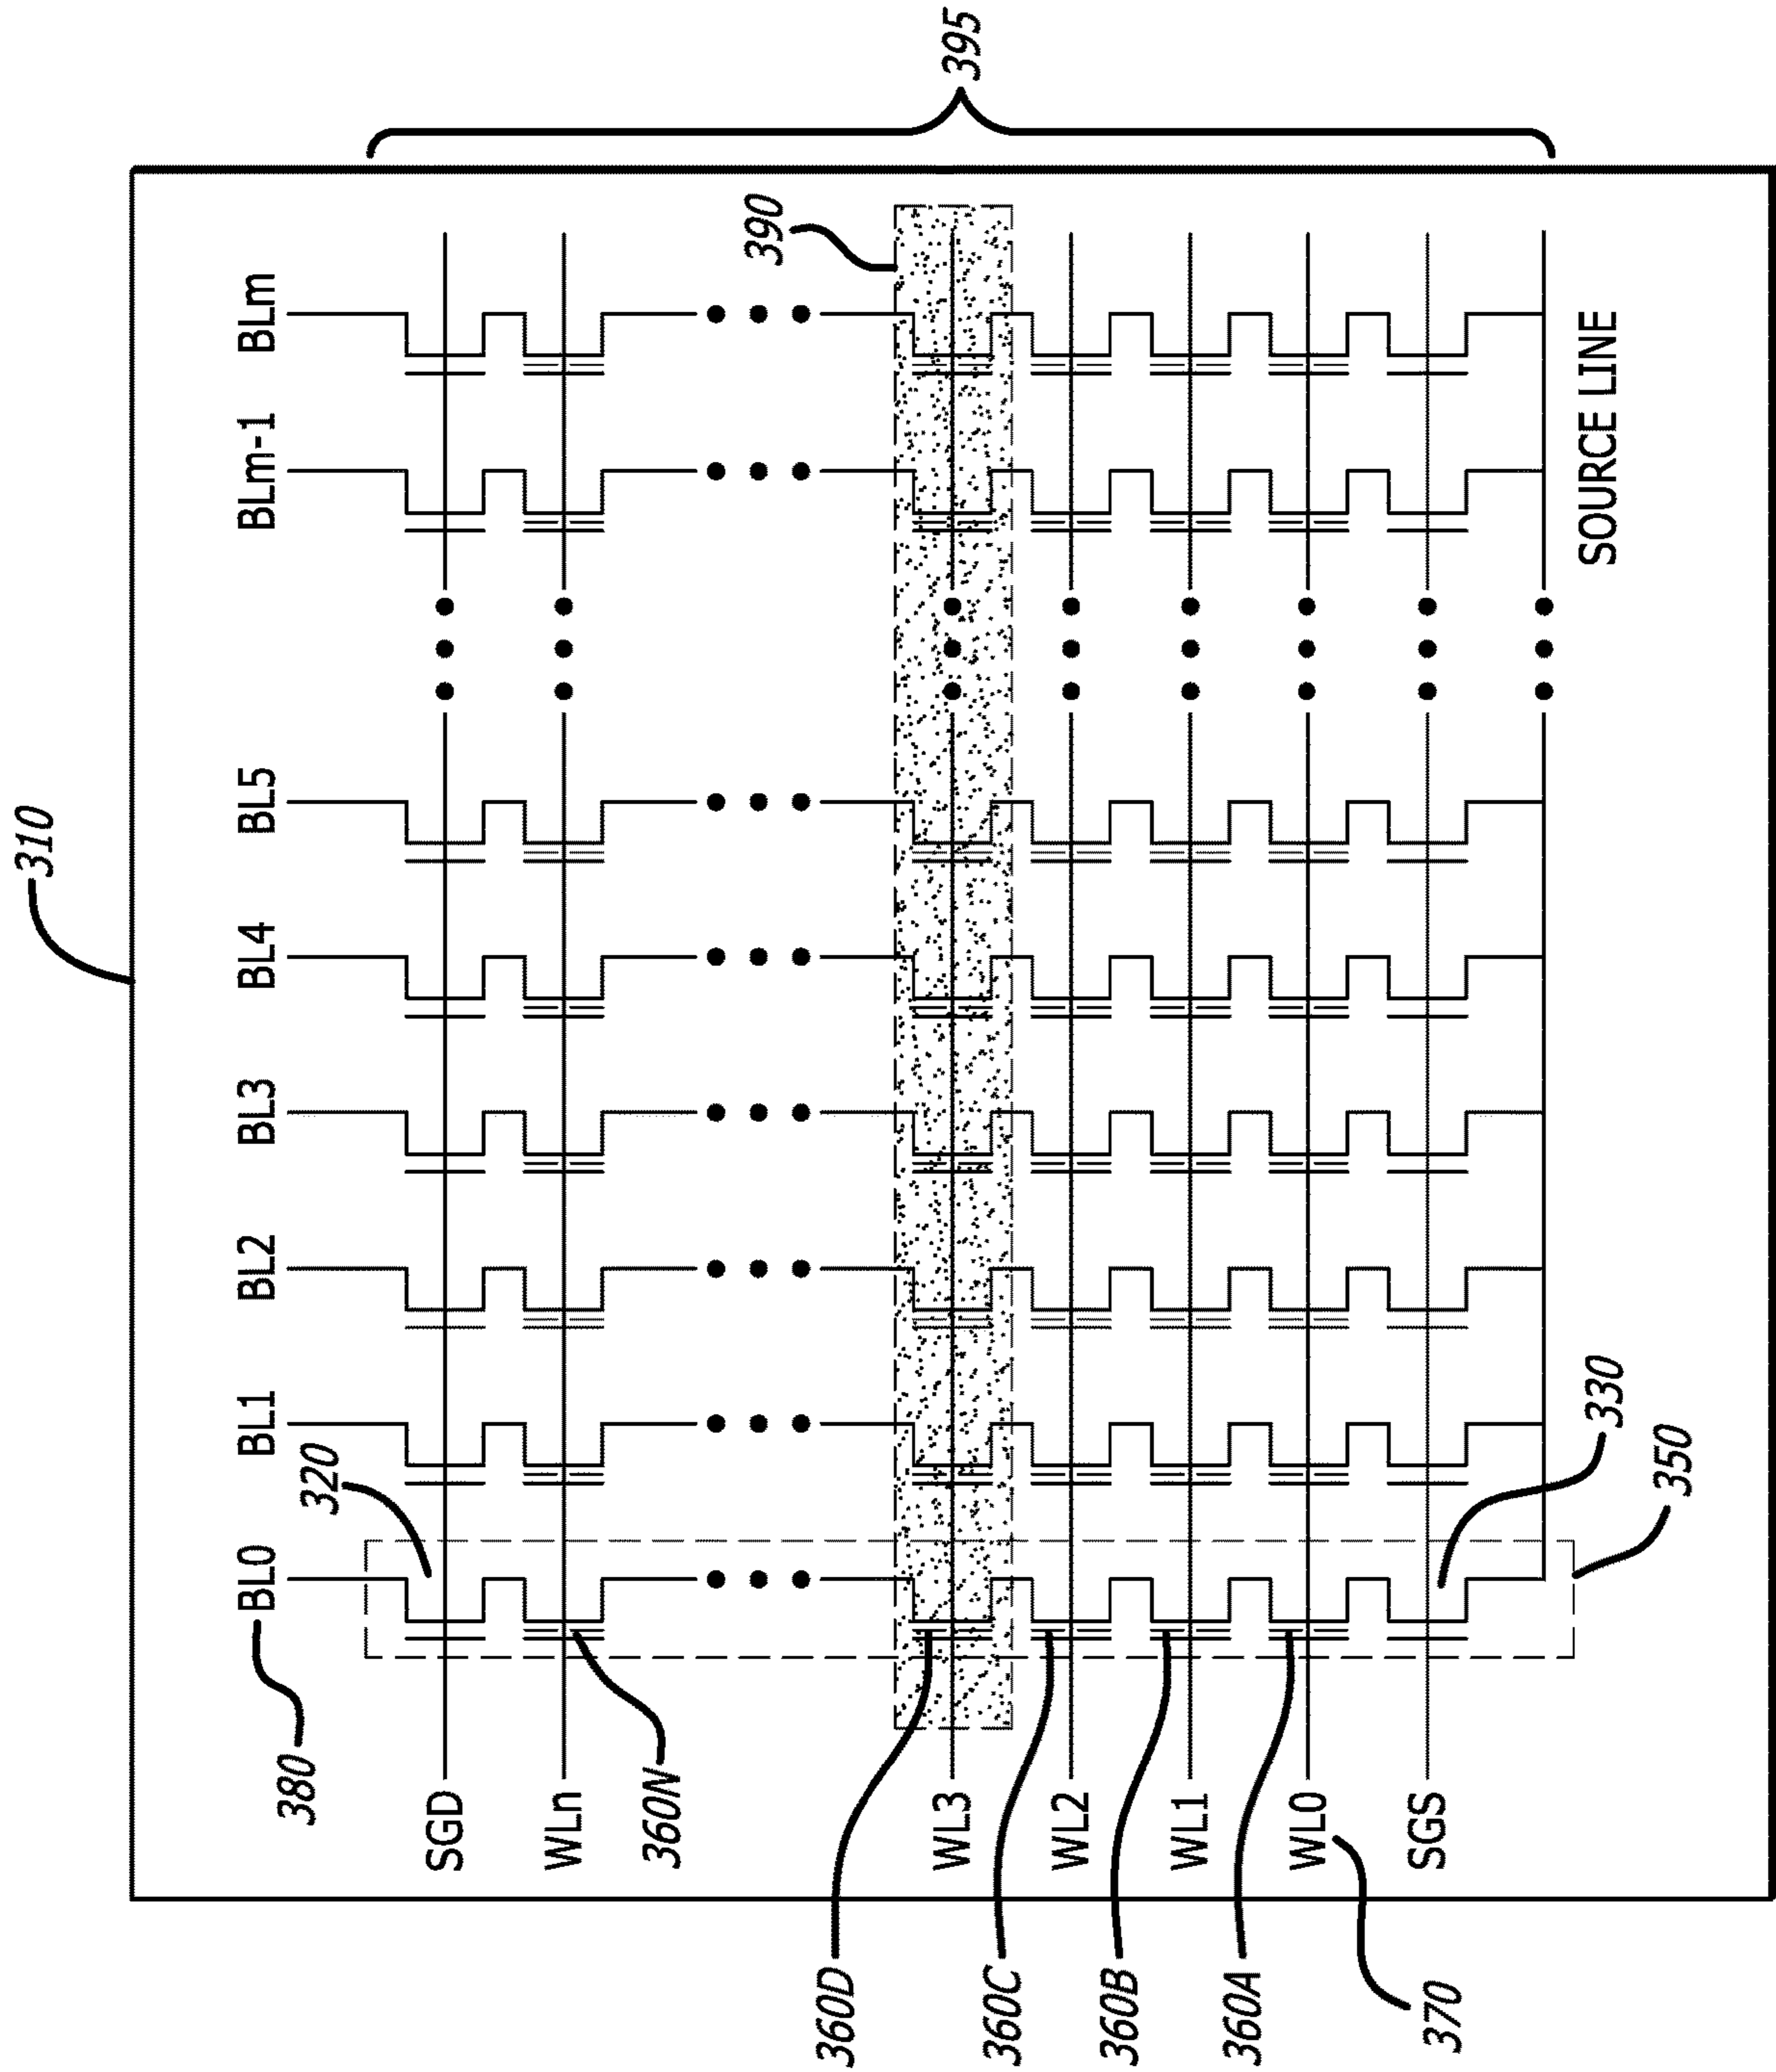 310
380
BL0
BL1
BL2
BL3
BL4
BL5
BLm-1
BLm
320
SGD
WLn
360N
390
395
WL3
WL2
WL1
WL0
SGS
360D
360C
360B
360A
370
330
350
SOURCE LINE